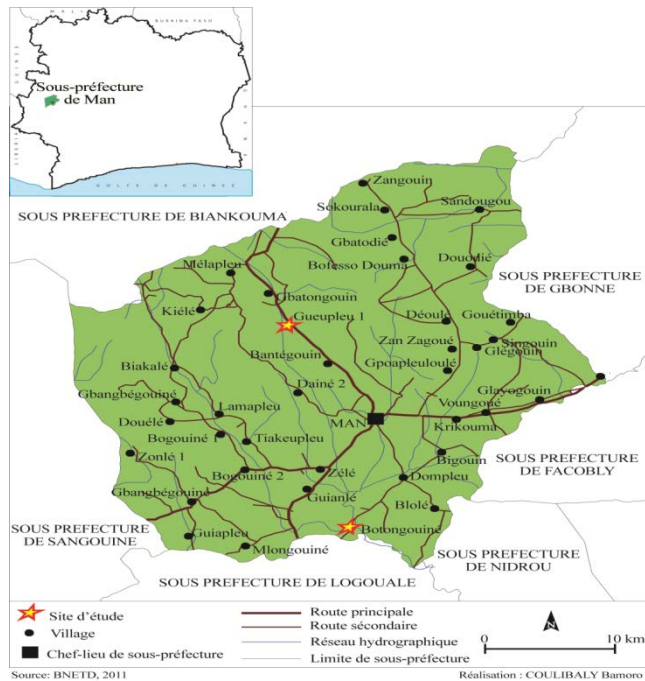 MALI
BURKINA FASO
Sous-préfecture
de Man
GOLFE DE GUINEE
SOUS PREFECTURE DE BIANKOUMA
Zangouin
Sékourala
Sandougou
Gbatodié
Botesso Douma
Douodié
SOUS PREFECTURE
DE GBONNE
Mélapleu
Gbatongouin
Kiélé
Gueupleu 1
Déoulé
Gouétimba
Zan Zagoué
Singouin
Glégouin
Bantégouin
Gpoapleuloulé
Biakalé
Dainé 2
Gbangbégouiné
Lamapleu
Glayogouin
Voungoué
MAN
Krikouma
Douélé
Bogouiné 1
Tiakeupleu
Zonlé 1
Bigouin
SOUS PREFECTURE
DE FACOBLY
Bogouiné 2
Zélé
Dompleu
Gbangbégouiné
Guianlé
Blolé
SOUS PREFECTURE
DE SANGOUINE
Botongouiné
Guiapleu
Mlongouiné
SOUS PREFECTURE
DE NIDROU
SOUS PREFECTURE DE LOGOUALE
Site d'étude
Village
Chef-lieu de sous-préfecture
Route principale
Route sécondaire
Réseau hydrographique
Limite de sous-préfecture
N
0 10 km
Source: BNETD, 2011
Réalisation : COULIBALY Bamoro